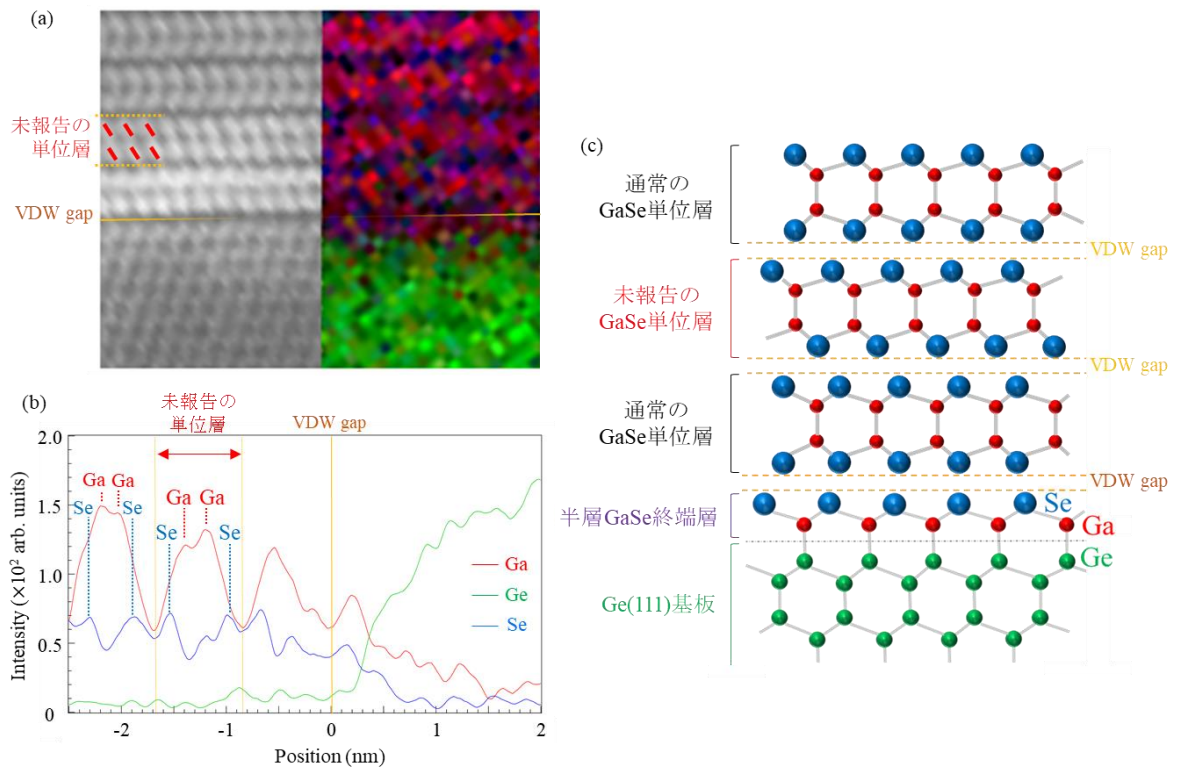 (a)
未報告の
単位層
VDW gap
(b)
未報告の
単位層
VDW gap
2.0
1.5
1.0
0.5
0
Intensity (×10² arb. units)
Ga
Ga
Se
Se
Ga
Ga
Se
Se
Ga
Ge
Se
-2
-1
0
1
2
Position (nm)
(c)
通常の
GaSe単位層
VDW gap
未報告の
GaSe単位層
VDW gap
通常の
GaSe単位層
VDW gap
半層GaSe終端層
Se
Ga
Ge
Ge(111)基板